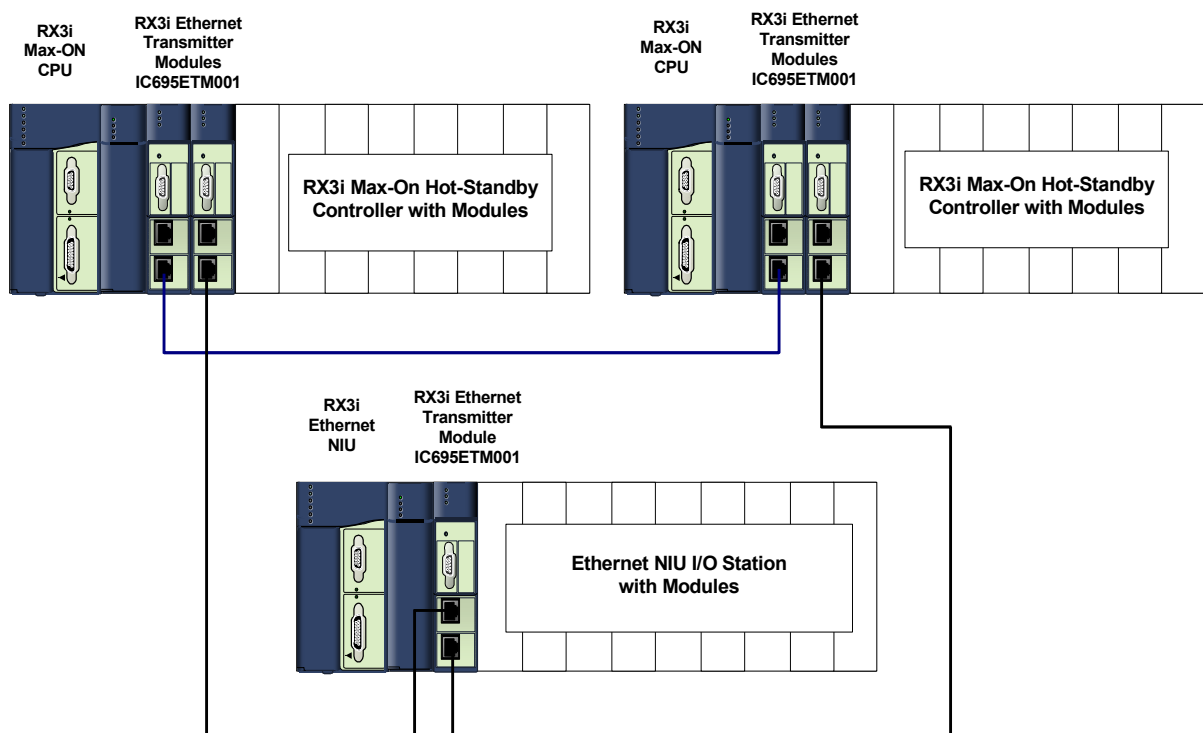 RX3i
Max-ON
CPU
RX3i Ethernet
Transmitter
Modules
IC695ETM001
RX3i
Max-ON
CPU
RX3i Ethernet
Transmitter
Modules
IC695ETM001
RX3i Max-On Hot-Standby
Controller with Modules
RX3i Max-On Hot-Standby
Controller with Modules
RX3i
Ethernet
NIU
RX3i Ethernet
Transmitter
Module
IC695ETM001
Ethernet NIU I/O Station
with Modules